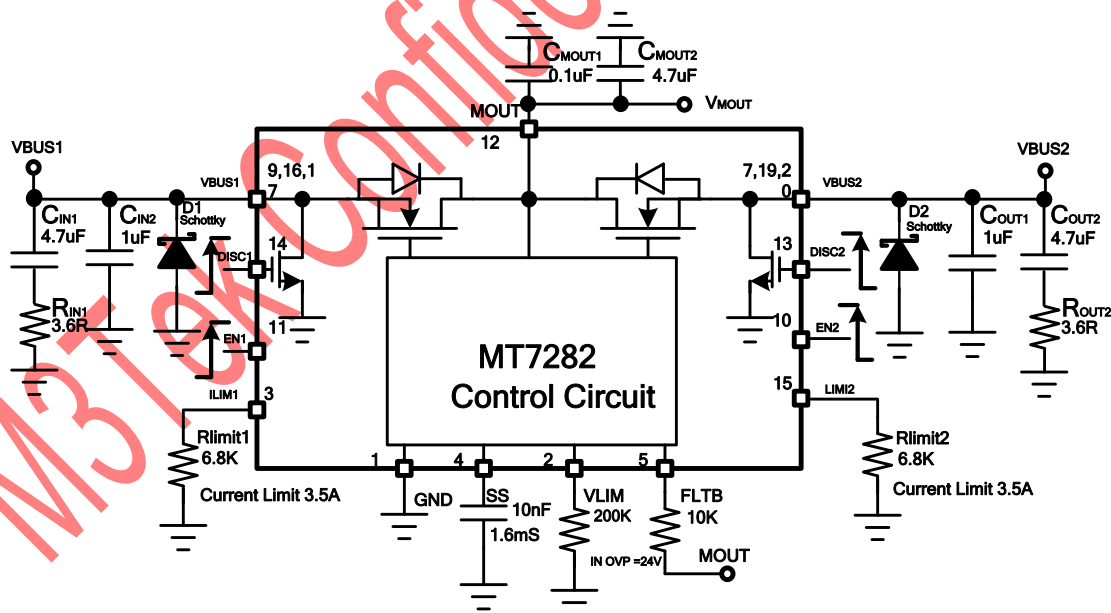 M3Tek Confid
CMOUT1
0.1uF
CMOUT2
4.7uF
MOUT
VMOUT
12
VBUS1
VBUS1
9,16,1
7
7,19,2
0
VBUS2
VBUS2
CIN1
4.7uF
CIN2
1uF
D1
Schottky
D2
Schottky
COUT1
1uF
COUT2
4.7uF
DISC1
14
13
DISC2
RIN1
3.6R
ROUT2
3.6R
11
EN1
10
EN2
MT7282
Control Circuit
ILIM1
3
15
LIMI2
Rlimit1
6.8K
Current Limit 3.5A
Rlimit2
6.8K
Current Limit 3.5A
1
4
2
5
GND
SS
10nF
1.6mS
VLIM
200K
IN OVP =24V
FLTB
10K
MOUT